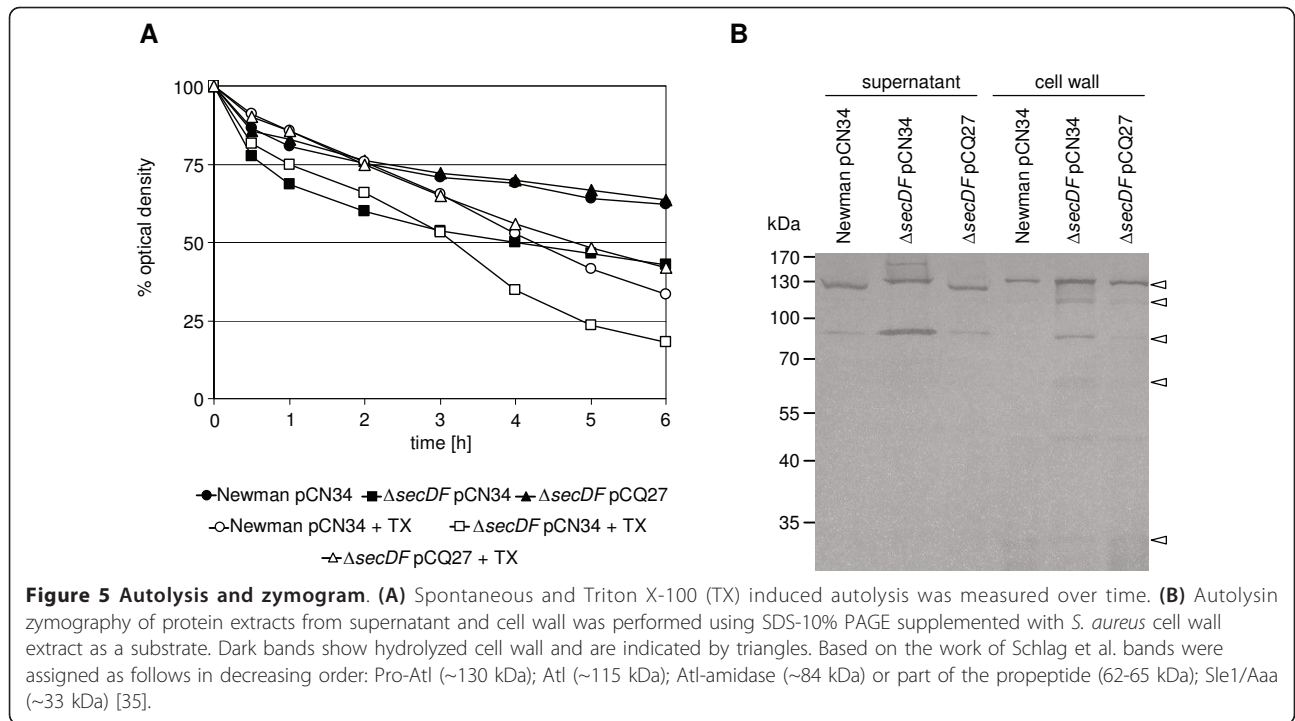 A
100
75
50
25
0
% optical density
0 1 2 3 4 5 6
time [h]
Newman pCN34 ΔsecDF pCN34 ΔsecDF pCQ27
Newman pCN34 + TX ΔsecDF pCN34 + TX
ΔsecDF pCQ27 + TX
B
supernatant cell wall
Newman pCN34
ΔsecDF pCN34
ΔsecDF pCQ27
Newman pCN34
ΔsecDF pCN34
ΔsecDF pCQ27
kDa
170
130
100
70
55
40
35
Figure 5 Autolysis and zymogram. (A) Spontaneous and Triton X-100 (TX) induced autolysis was measured over time. (B) Autolysin
zymography of protein extracts from supernatant and cell wall was performed using SDS-10% PAGE supplemented with S. aureus cell wall
extract as a substrate. Dark bands show hydrolyzed cell wall and are indicated by triangles. Based on the work of Schlag et al. bands were
assigned as follows in decreasing order: Pro-Atl (~130 kDa); Atl (~115 kDa); Atl-amidase (~84 kDa) or part of the propeptide (62-65 kDa); Sle1/Aaa
(~33 kDa) [35].